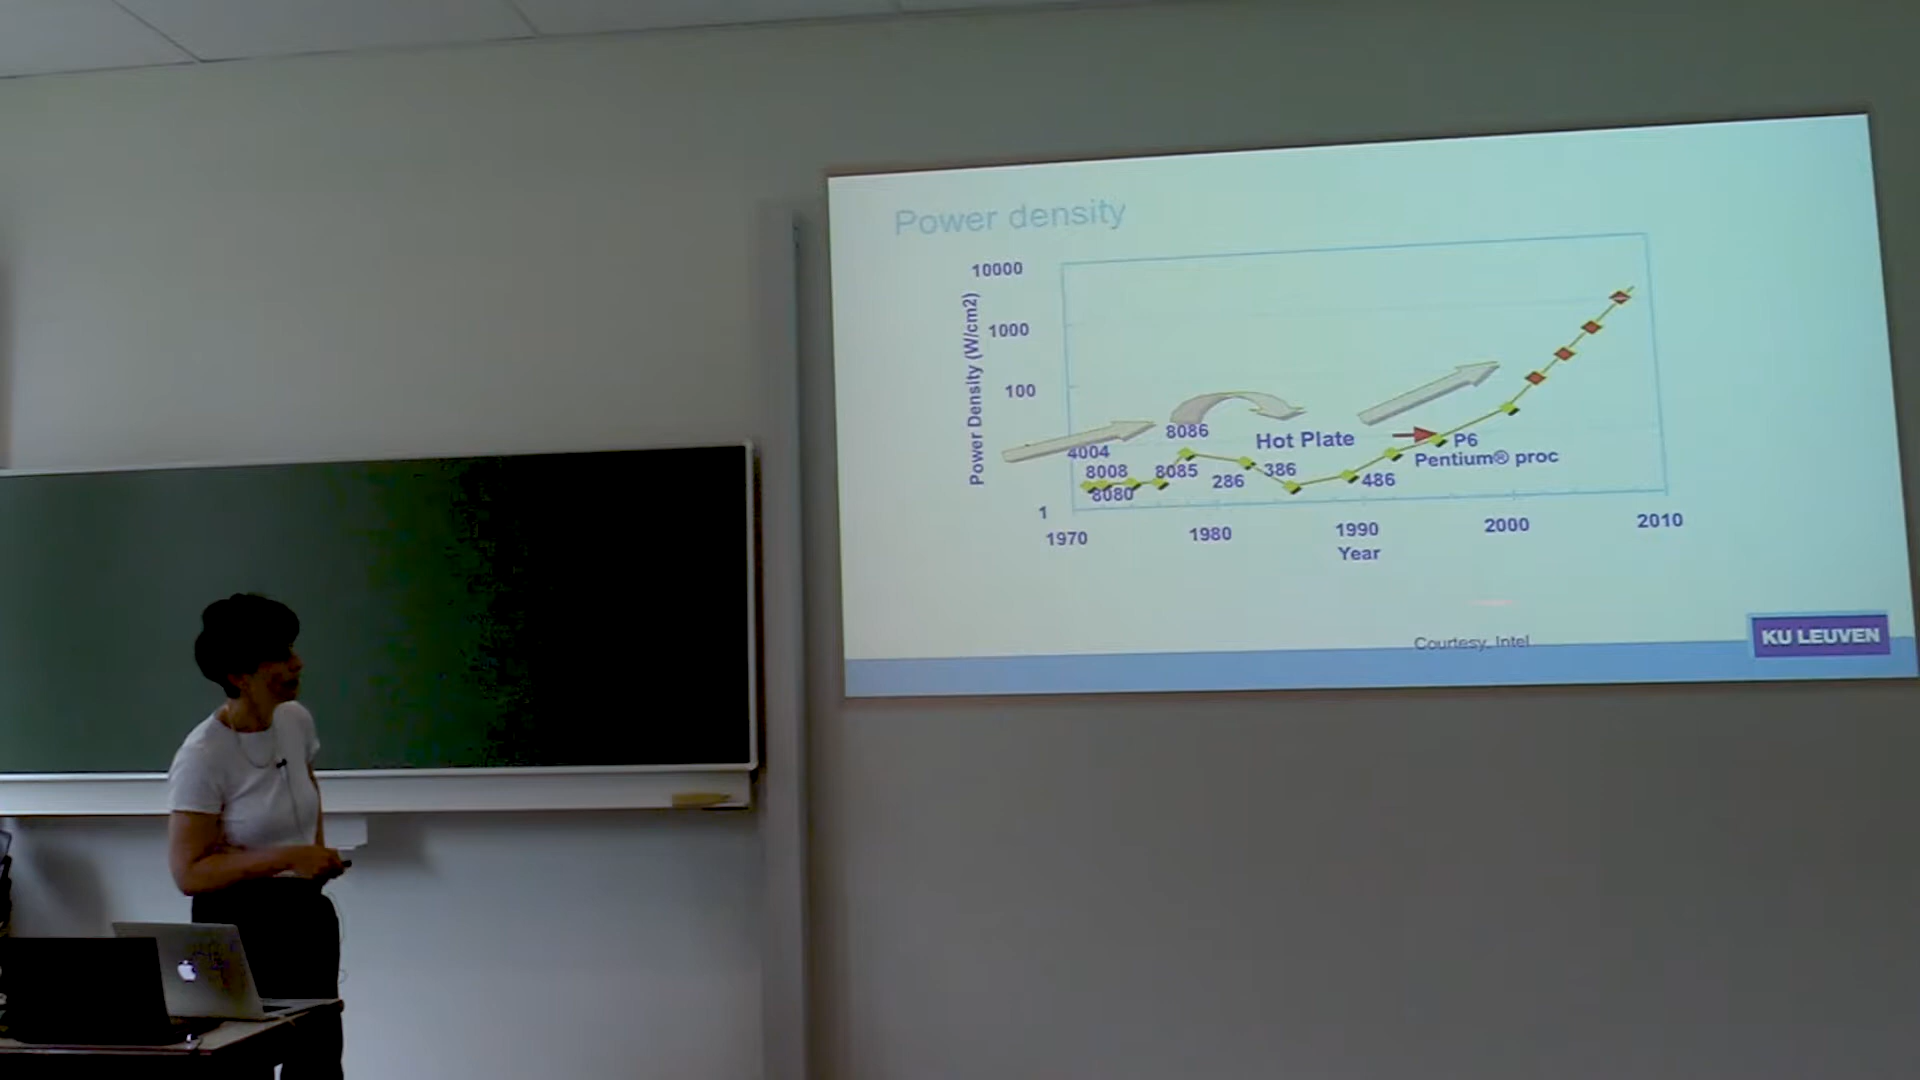 Power density
10000
1000
100
1
Power Density (W/cm2)
4004
8008
8080
8085
8086
286
386
Hot Plate
486
P6
Pentium® proc
1970
1980
1990
2000
2010
Year
Courtesy, Intel
KU LEUVEN